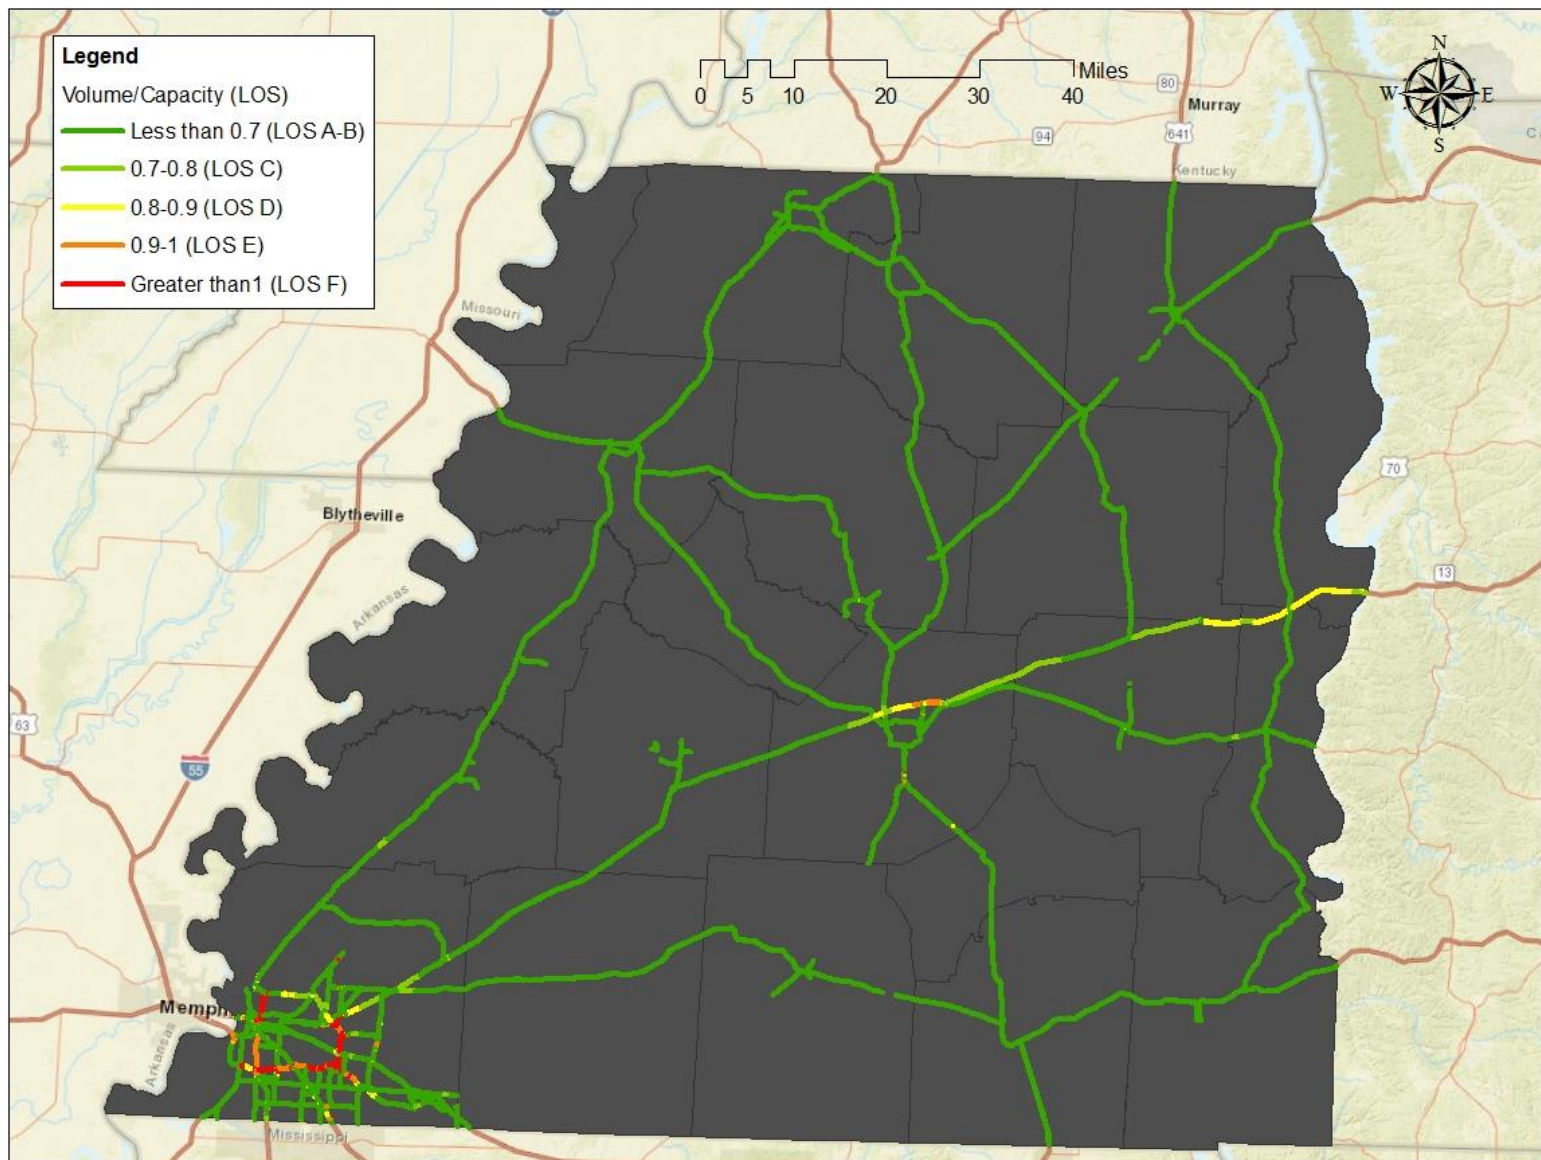 Legend
Volume/Capacity (LOS)
Less than 0.7 (LOS A-B)
0.7-0.8 (LOS C)
0.8-0.9 (LOS D)
0.9-1 (LOS E)
Greater than1 (LOS F)
Miles
0 5 10 20 30 40
N
W E
S
80
Murray
94
641
Kentucky
Missouri
70
Blytheville
13
Arkansas
63
55
Memph
Arkansas
Mississippi